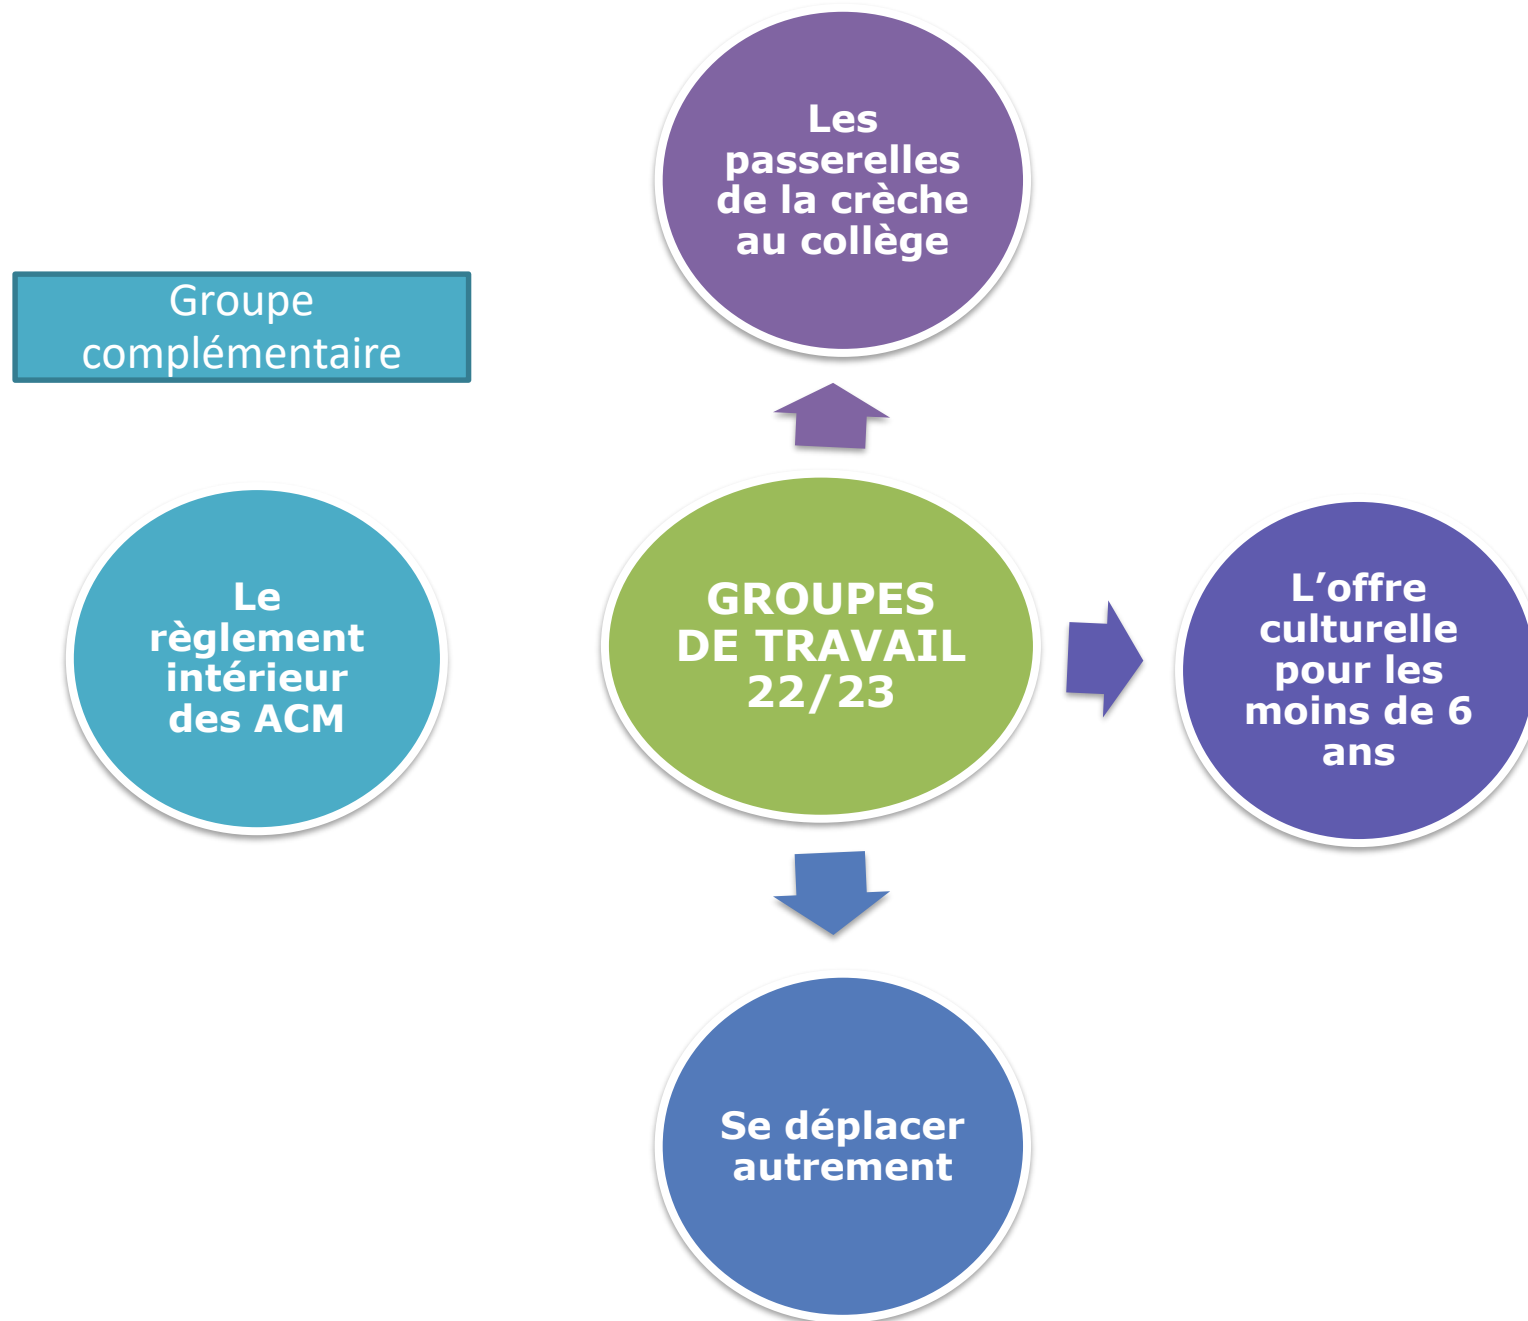 Les
passerelles
de la crèche
au collège
Groupe
complémentaire
Le
règlement
intérieur
des ACM
GROUPES
DE TRAVAIL
22/23
L’offre
culturelle
pour les
moins de 6
ans
Se déplacer
autrement